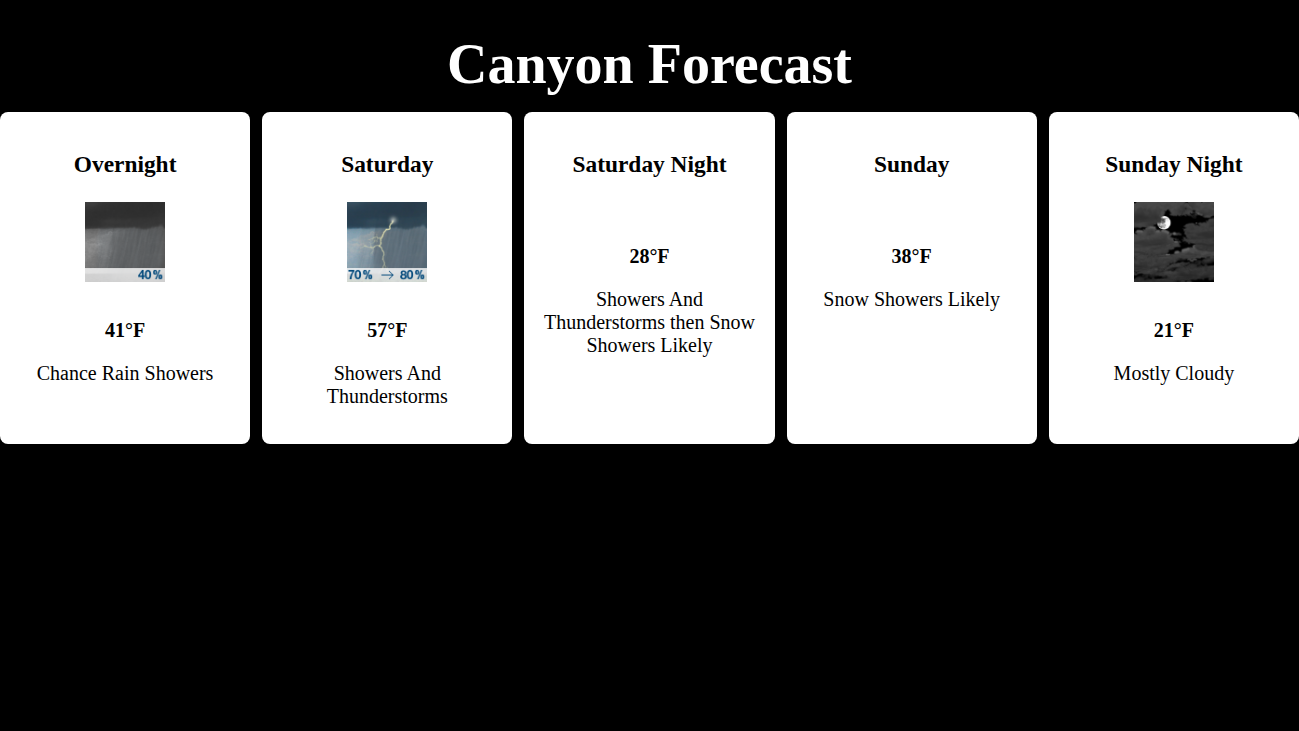 Canyon Forecast
Overnight
40%
41°F
Chance Rain Showers
Saturday
70% → 80%
57°F
Showers And
Thunderstorms
Saturday Night
28°F
Showers And
Thunderstorms then Snow
Showers Likely
Sunday
38°F
Snow Showers Likely
Sunday Night
21°F
Mostly Cloudy